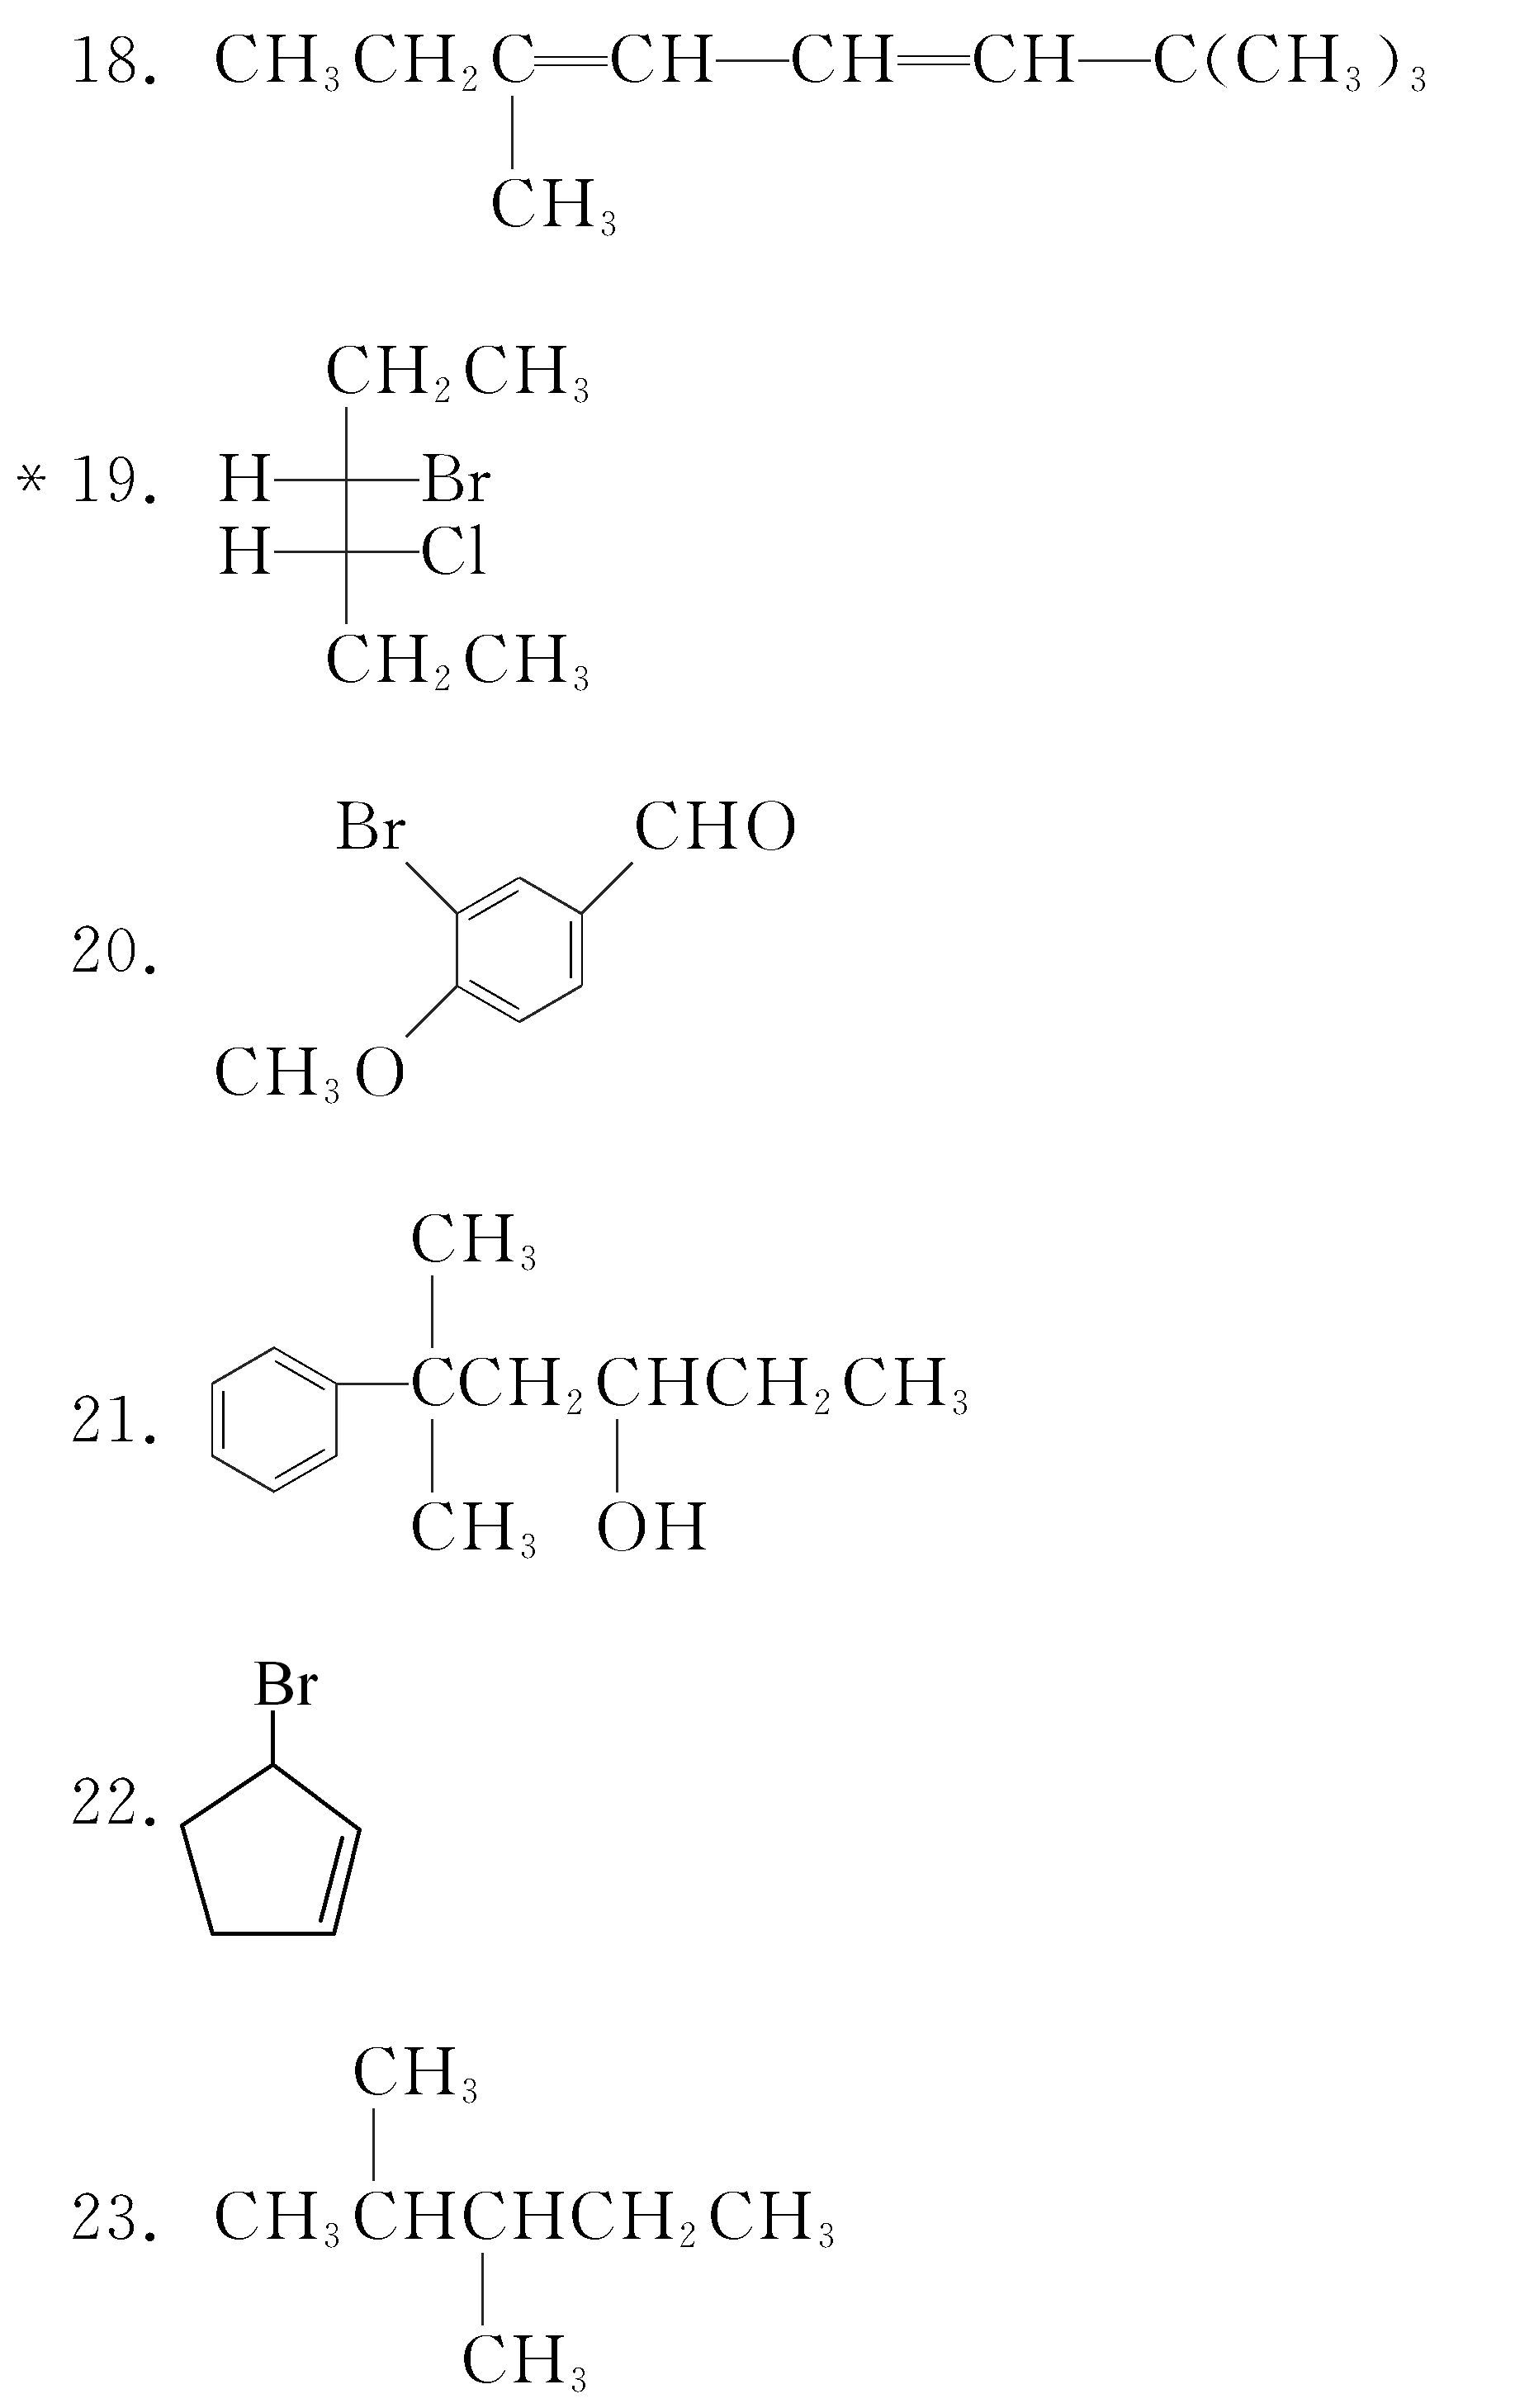 18. CH₃CH₂C=CH—CH=CH—C(CH₃)₃
CH₃
CH₂CH₃
*19. H Br
H Cl
CH₂CH₃
Br CHO
20.
CH₃O
CH₃
21. CCH₂CHCH₂CH₃
CH₃ OH
Br
22.
CH₃
23. CH₃CHCHCH₂CH₃
CH₃